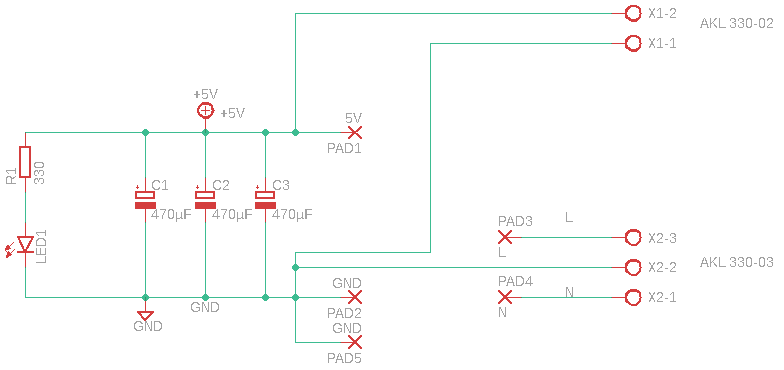 X1-2
AKL 330-02
X1-1
+5V
+5V
5V
PAD1
R1
330
C1
C2
C3
470µF
470µF
470µF
LED1
PAD3
L
L
X2-3
X2-2
AKL 330-03
PAD4
N
N
X2-1
GND
GND
PAD2
GND
GND
PAD5